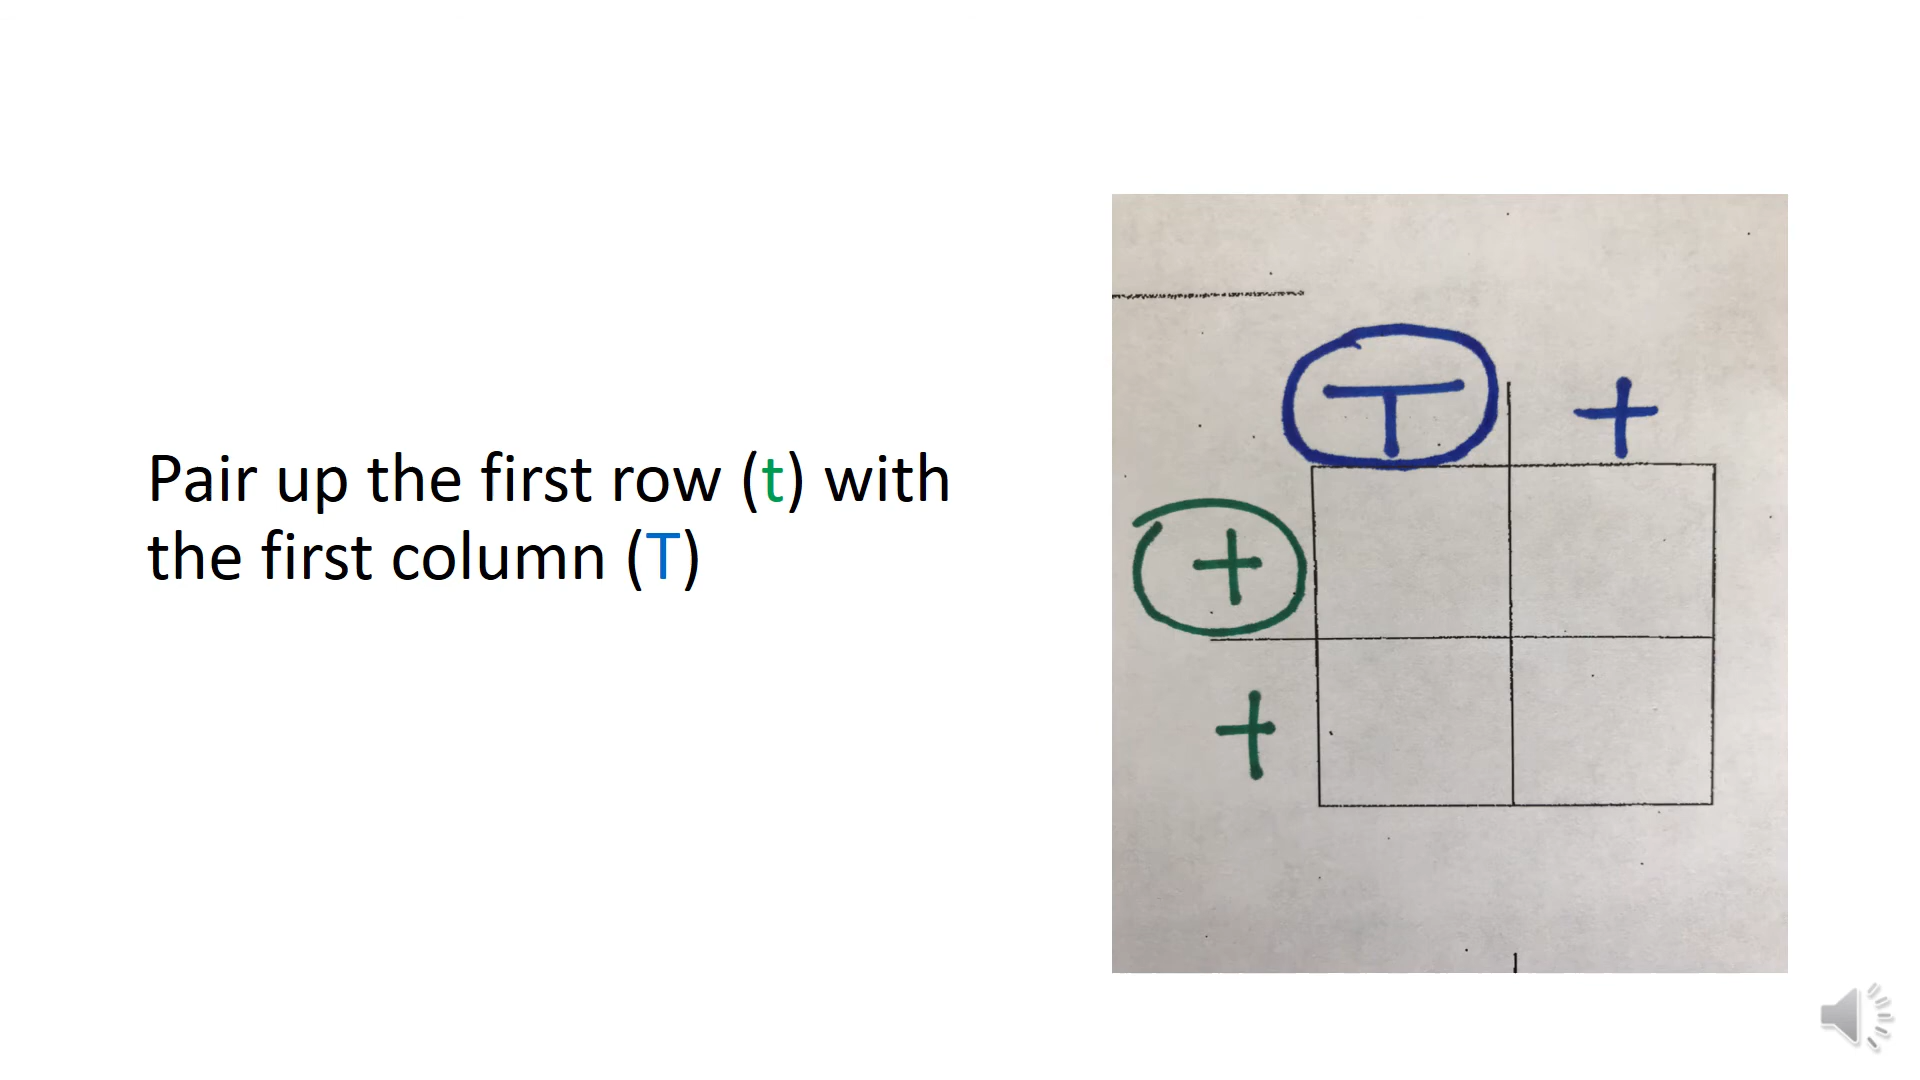 Pair up the first row (t) with
the first column (T)
T t
t
t